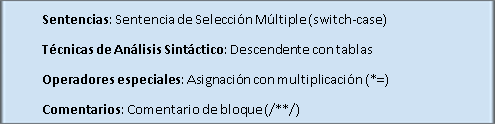 Sentencias: Sentencia de Selección Múltiple (switch-case)
Técnicas de Análisis Sintáctico: Descendente con tablas
Operadores especiales: Asignación con multiplicación (*=)
Comentarios: Comentario de bloque (/**/)